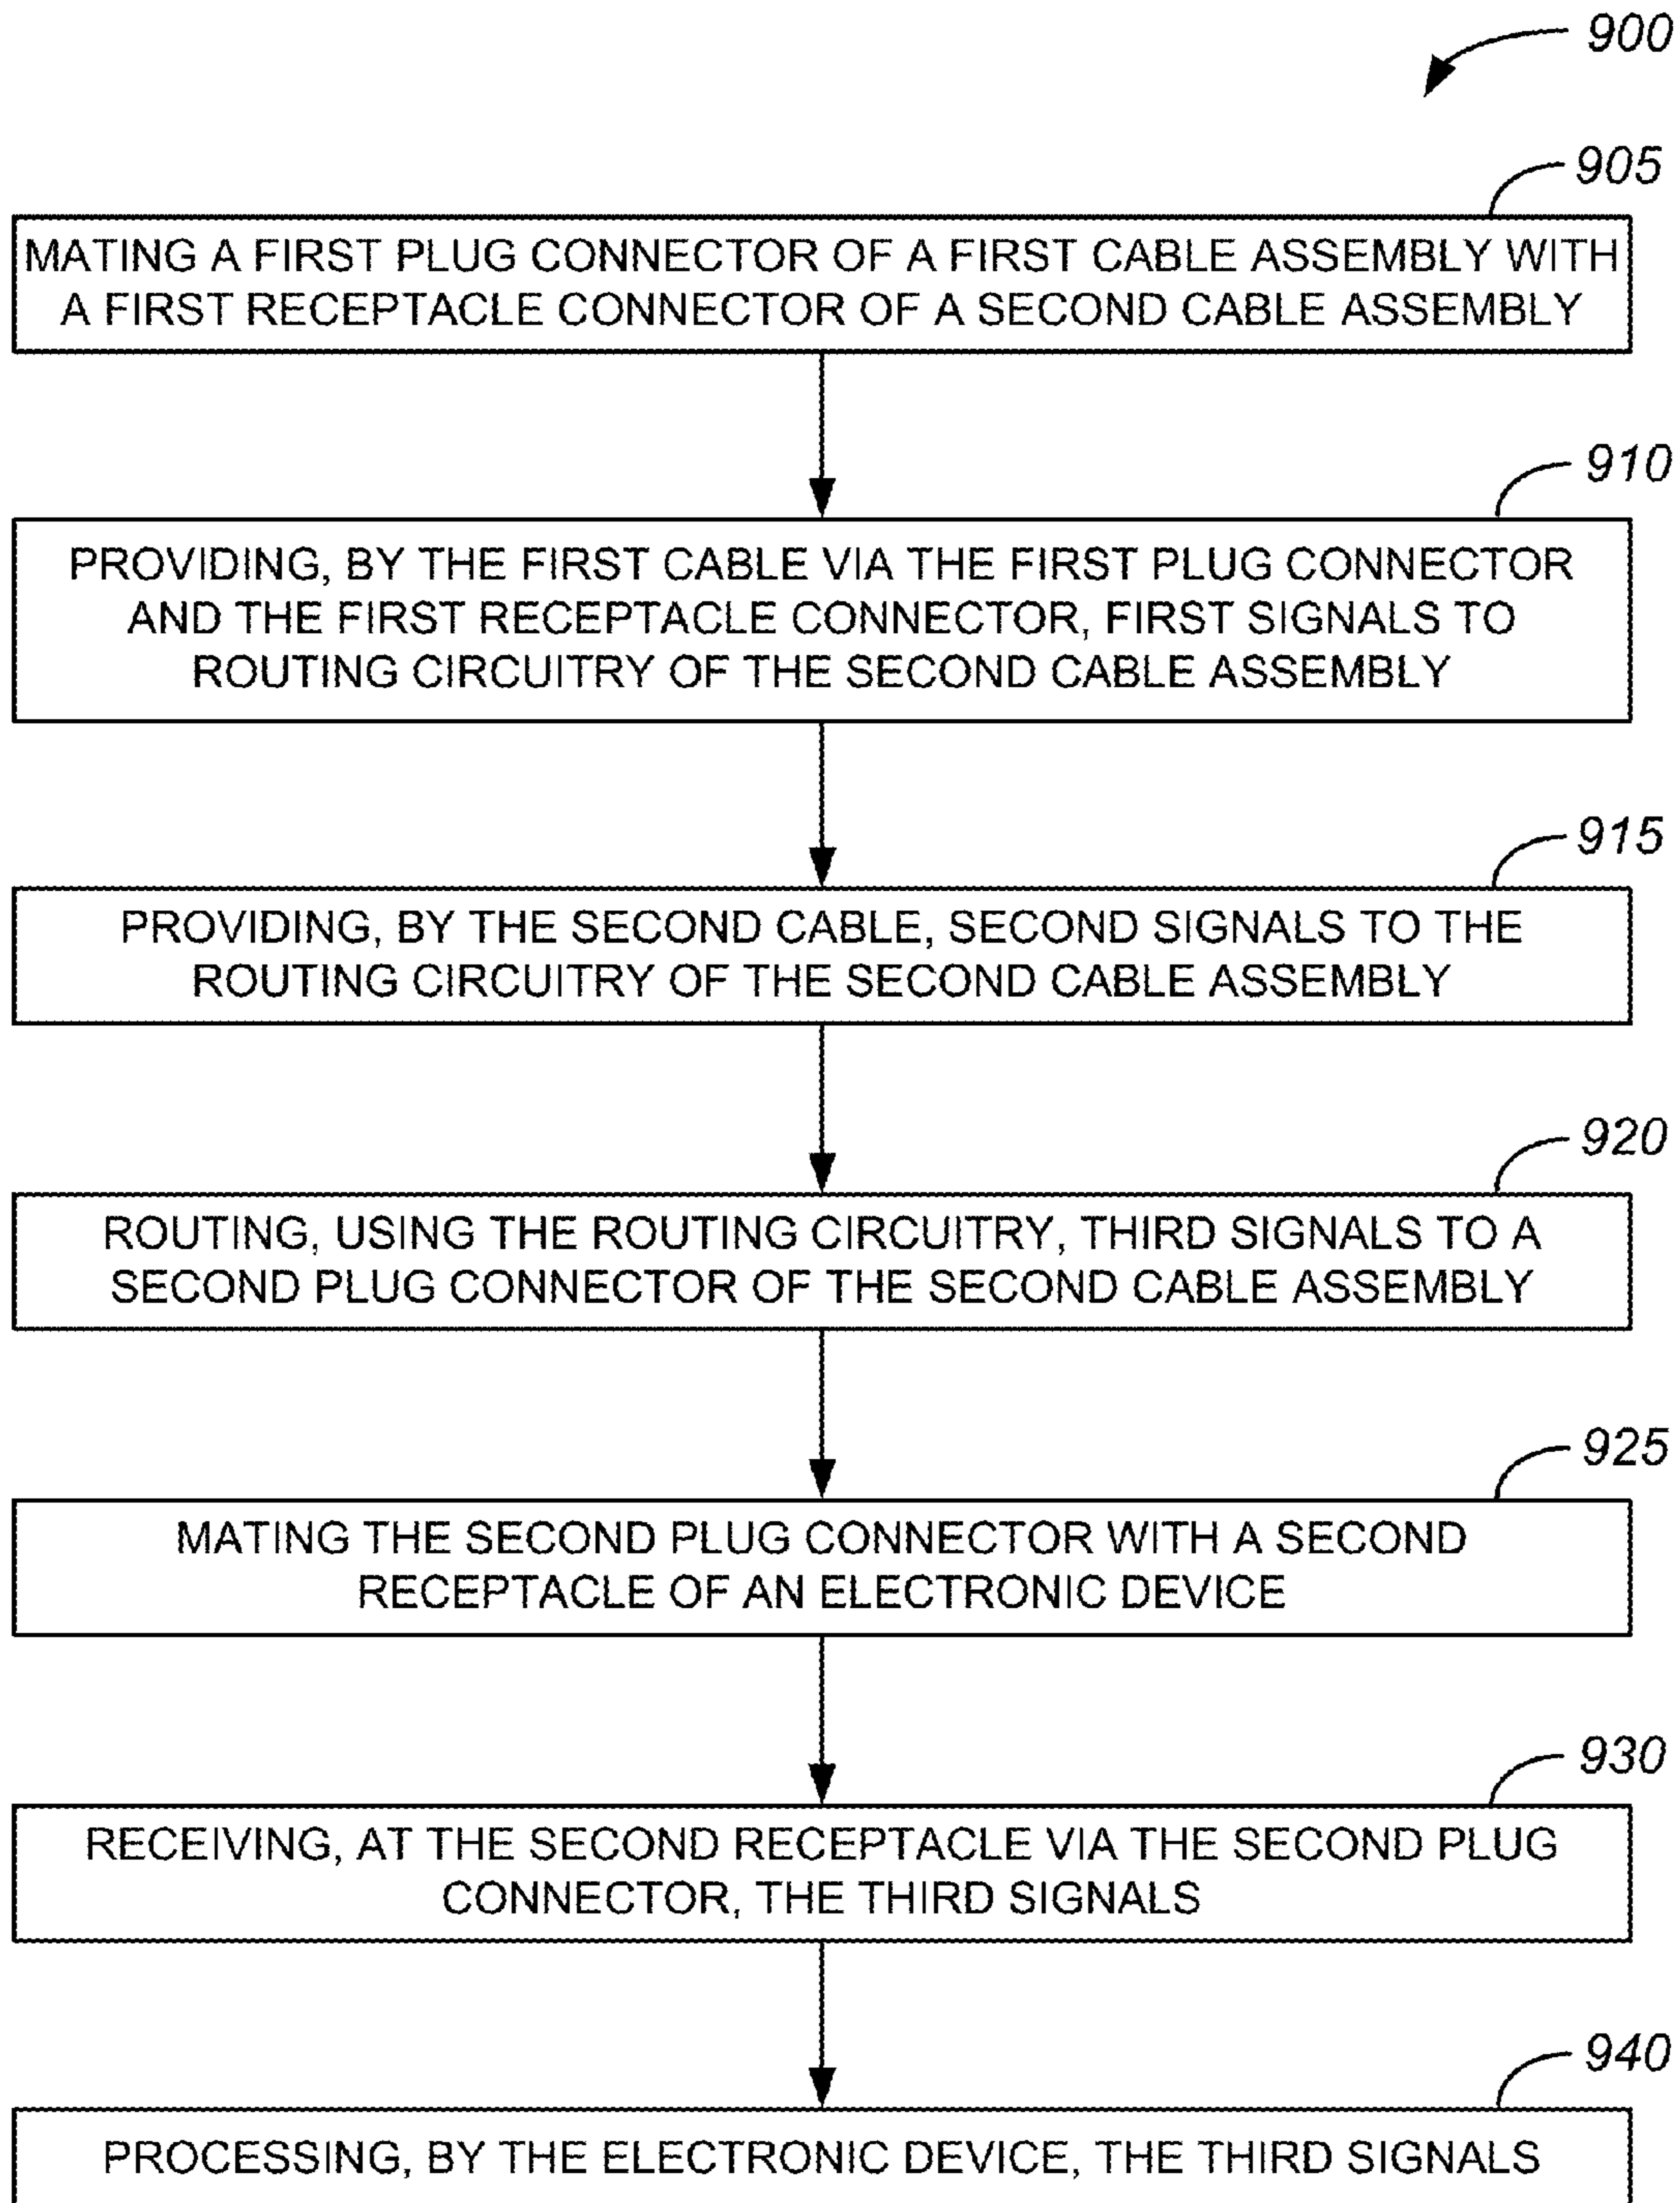 900
905
MATING A FIRST PLUG CONNECTOR OF A FIRST CABLE ASSEMBLY WITH
A FIRST RECEPTACLE CONNECTOR OF A SECOND CABLE ASSEMBLY
910
PROVIDING, BY THE FIRST CABLE VIA THE FIRST PLUG CONNECTOR
AND THE FIRST RECEPTACLE CONNECTOR, FIRST SIGNALS TO
ROUTING CIRCUITRY OF THE SECOND CABLE ASSEMBLY
915
PROVIDING, BY THE SECOND CABLE, SECOND SIGNALS TO THE
ROUTING CIRCUITRY OF THE SECOND CABLE ASSEMBLY
920
ROUTING, USING THE ROUTING CIRCUITRY, THIRD SIGNALS TO A
SECOND PLUG CONNECTOR OF THE SECOND CABLE ASSEMBLY
925
MATING THE SECOND PLUG CONNECTOR WITH A SECOND
RECEPTACLE OF AN ELECTRONIC DEVICE
930
RECEIVING, AT THE SECOND RECEPTACLE VIA THE SECOND PLUG
CONNECTOR, THE THIRD SIGNALS
940
PROCESSING, BY THE ELECTRONIC DEVICE, THE THIRD SIGNALS